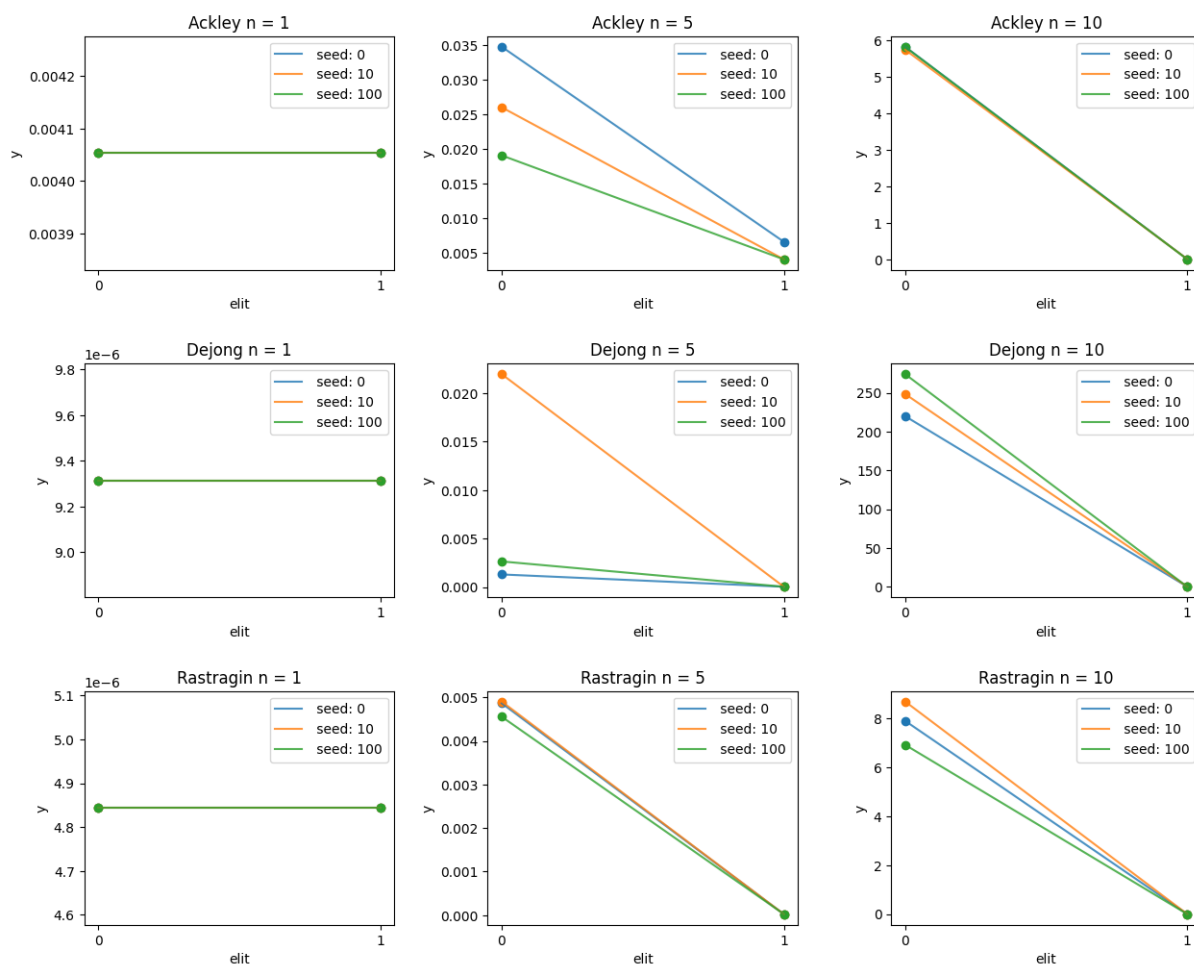 Ackley n = 1
0.0042
0.0041
0.0040
0.0039
y
0
1
elit
seed: 0
seed: 10
seed: 100
Ackley n = 5
0.035
0.030
0.025
0.020
0.015
0.010
0.005
y
0
1
elit
seed: 0
seed: 10
seed: 100
Ackley n = 10
6
5
4
3
2
1
0
y
0
1
elit
seed: 0
seed: 10
seed: 100
Dejong n = 1
1e−6
9.8
9.6
9.4
9.2
9.0
y
0
1
elit
seed: 0
seed: 10
seed: 100
Dejong n = 5
0.020
0.015
0.010
0.005
0.000
y
0
1
elit
seed: 0
seed: 10
seed: 100
Dejong n = 10
250
200
150
100
50
0
y
0
1
elit
seed: 0
seed: 10
seed: 100
Rastragin n = 1
1e−6
5.1
5.0
4.9
4.8
4.7
4.6
y
0
1
elit
seed: 0
seed: 10
seed: 100
Rastragin n = 5
0.005
0.004
0.003
0.002
0.001
0.000
y
0
1
elit
seed: 0
seed: 10
seed: 100
Rastragin n = 10
8
6
4
2
0
y
0
1
elit
seed: 0
seed: 10
seed: 100